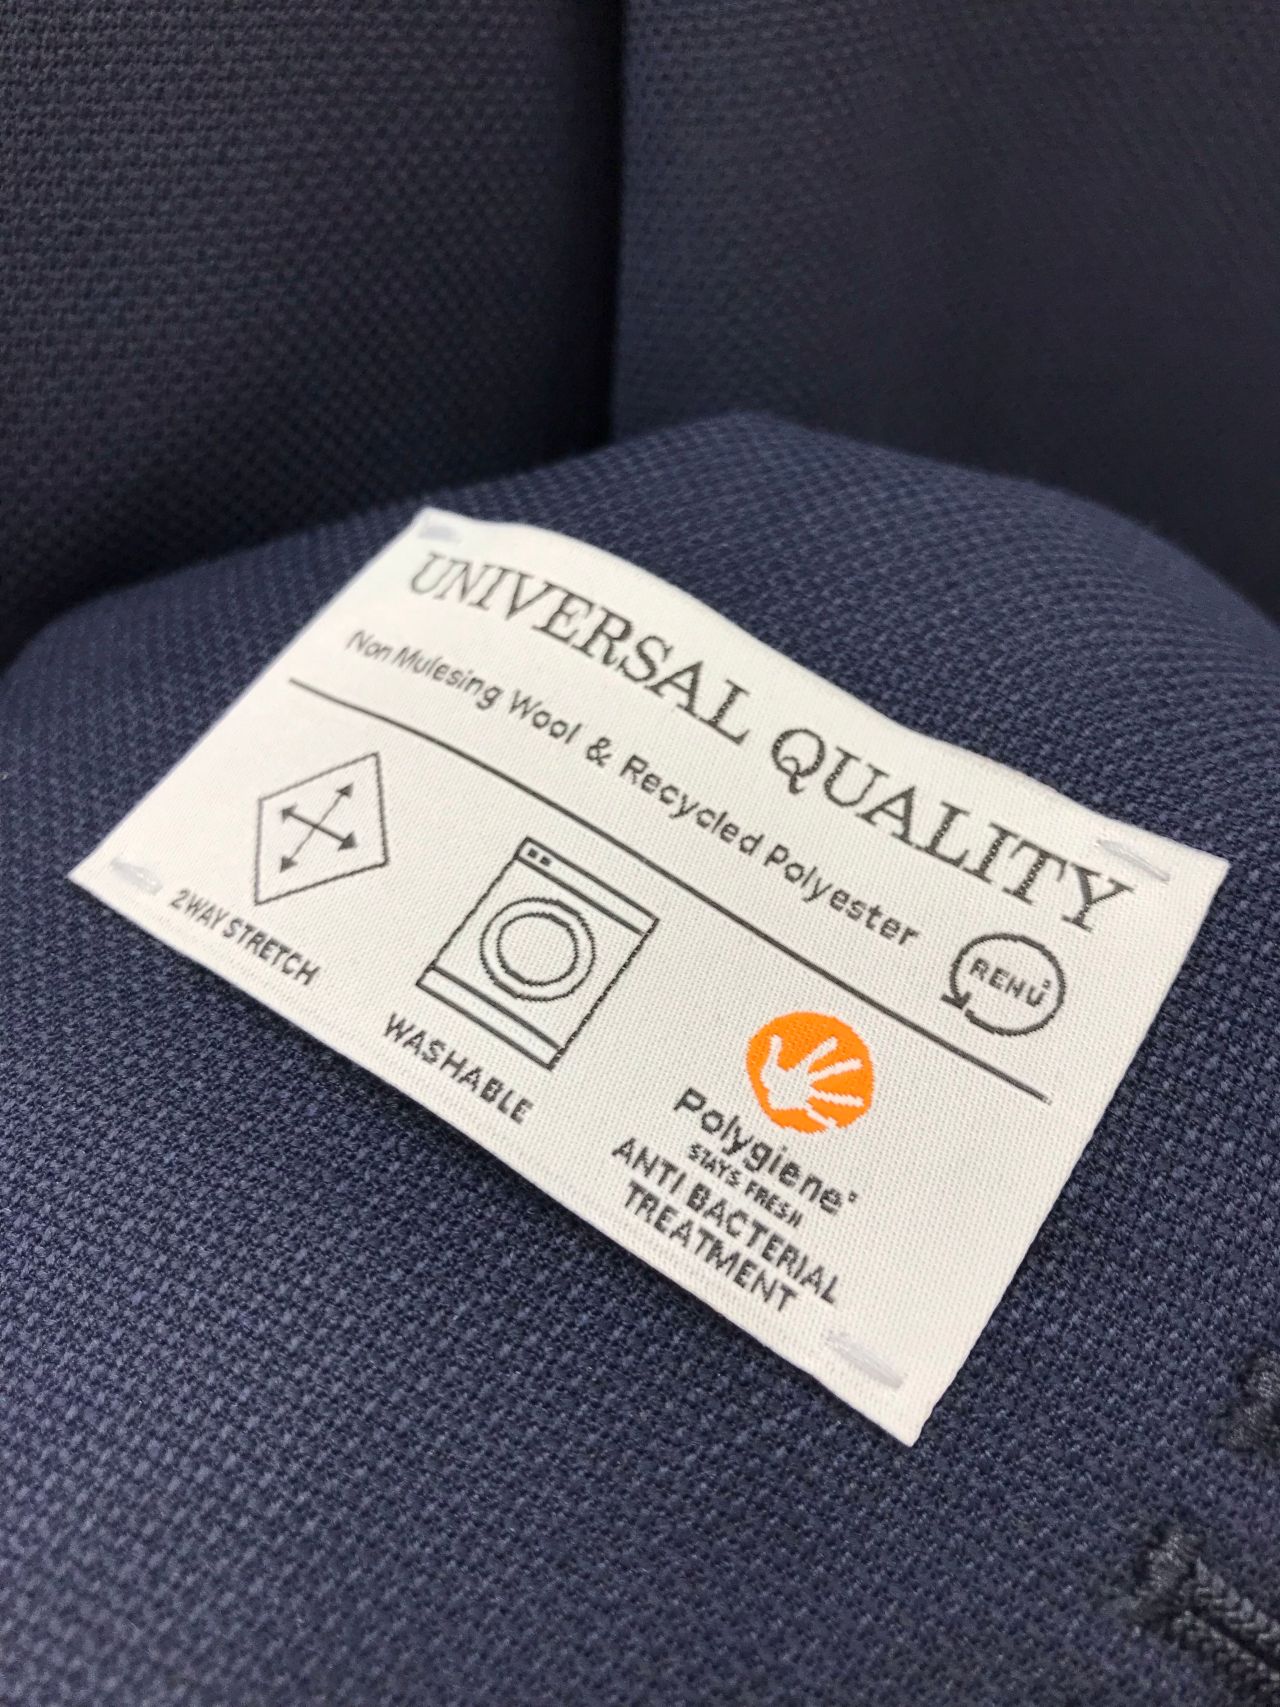 UNIVERSAL QUALITY
Non Mulesing Wool & Recycled Polyester
RENU®
2WAY STRETCH
WASHABLE
Polygiene®
STAYS FRESH
ANTI BACTERIAL
TREATMENT